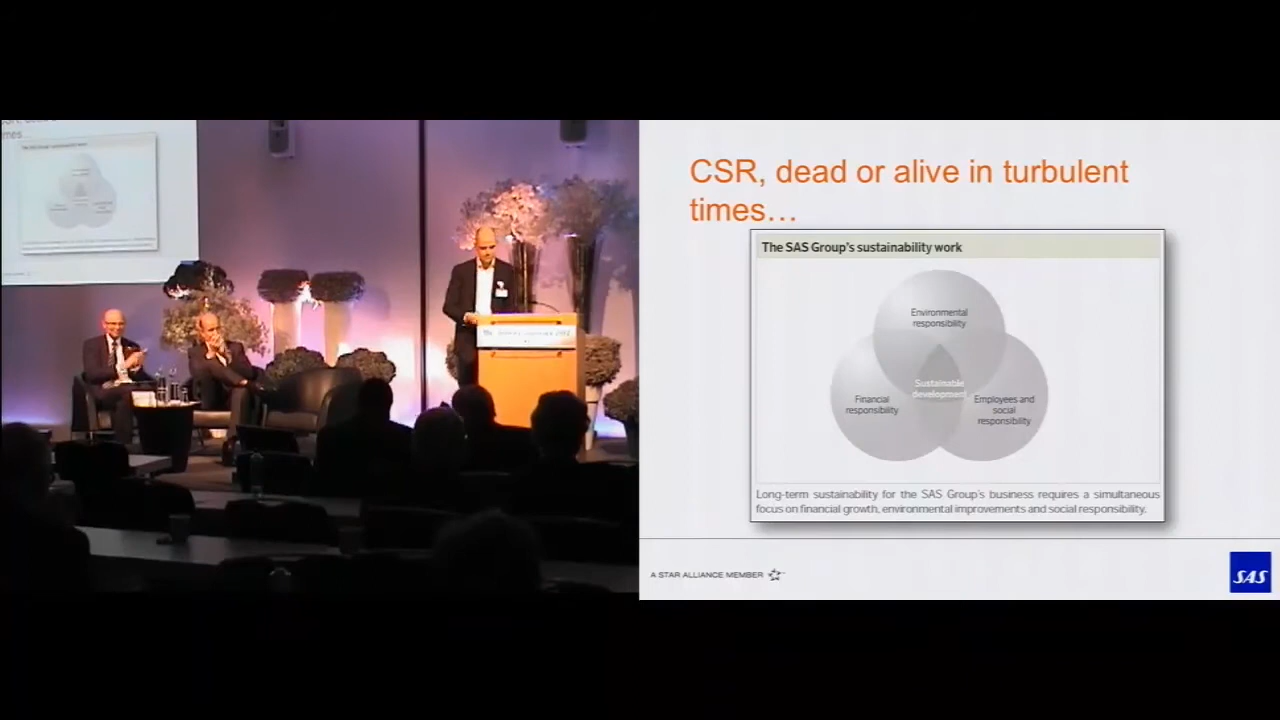 CSR, dead or alive in turbulent
times…
The SAS Group's sustainability work
Environmental
responsibility
Sustainable
development
Financial
responsibility
Employees and
social
responsibility
Long-term sustainability for the SAS Group's business requires a simultaneous
focus on financial growth, environmental improvements and social responsibility.
A STAR ALLIANCE MEMBER
SAS